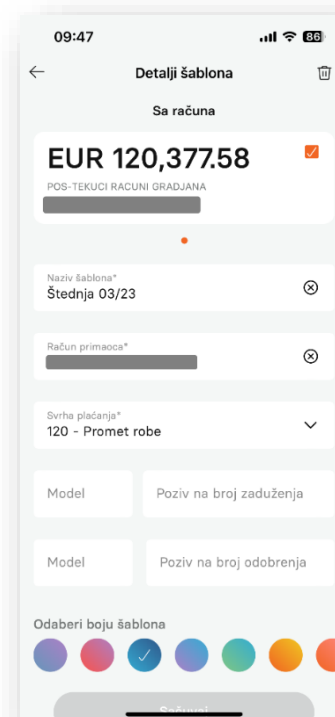 09:47
86
Detalji šablona
Sa računa
EUR 120,377.58
POS-TEKUCI RACUNI GRADJANA
Naziv šablona*
Štednja 03/23
Račun primaoca*
Svrha plaćanja*
120 - Promet robe
Model
Poziv na broj zaduženja
Model
Poziv na broj odobrenja
Odaberi boju šablona
Sačuvaj